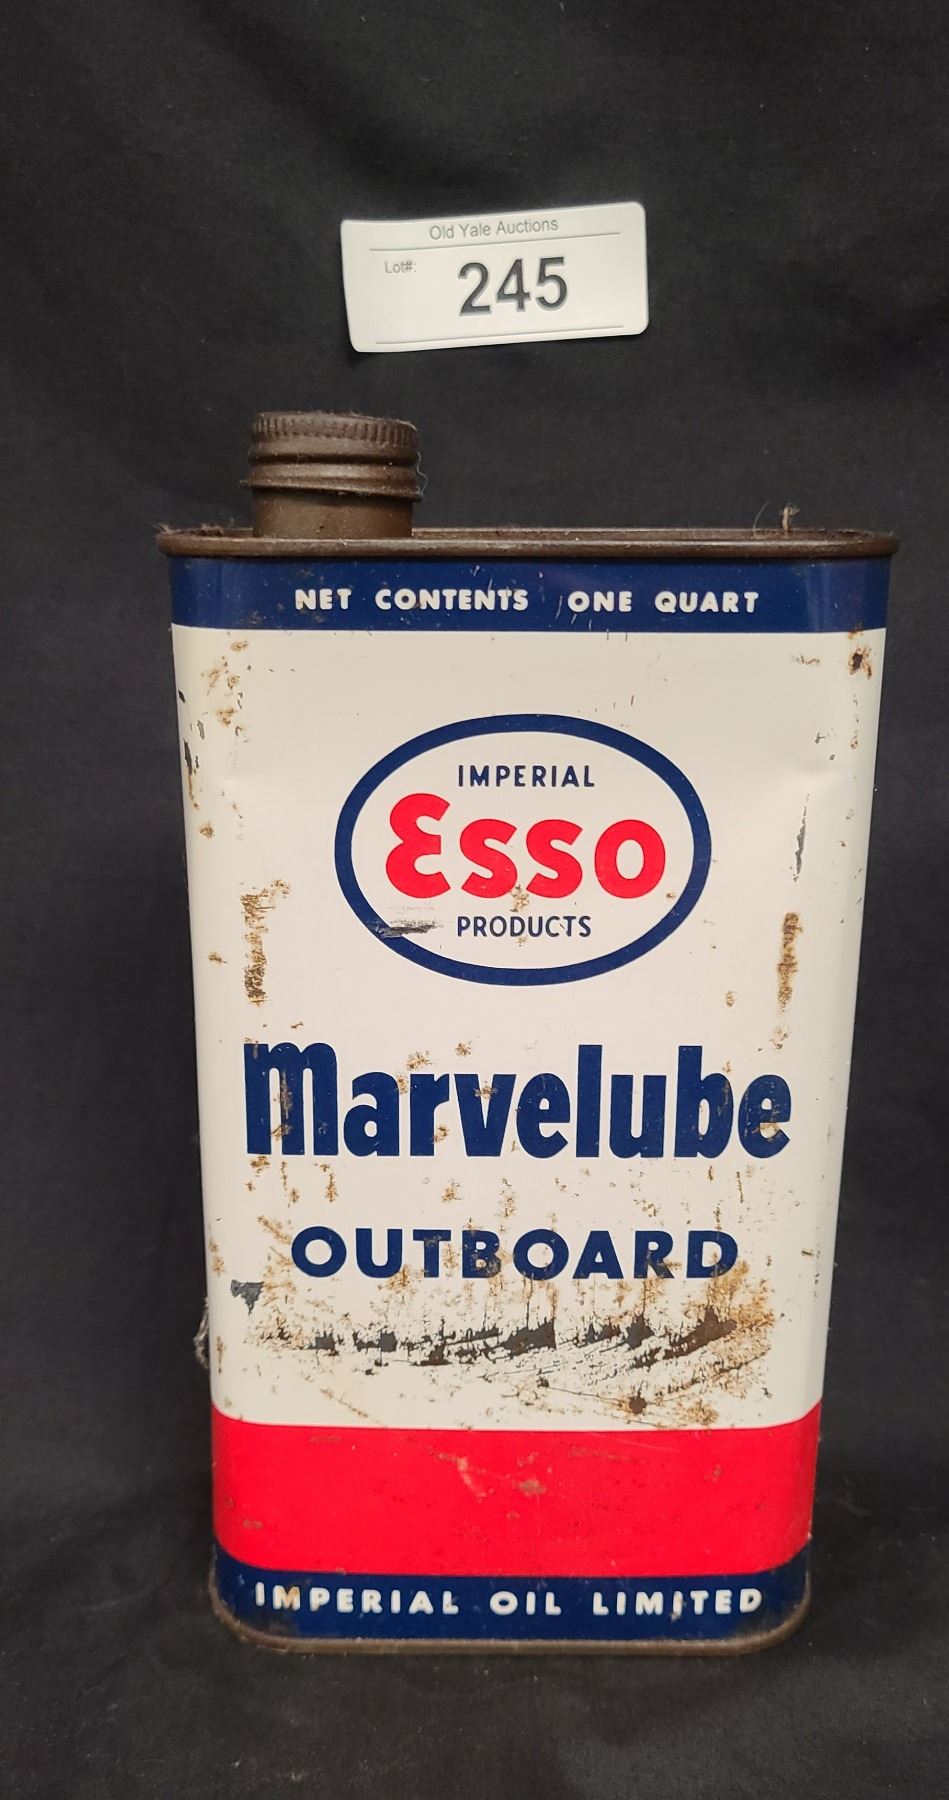 Old Yale Auctions
Lot#:
245
NET CONTENTS ONE QUART
IMPERIAL
Esso
PRODUCTS
Marvelube
OUTBOARD
IMPERIAL OIL LIMITED